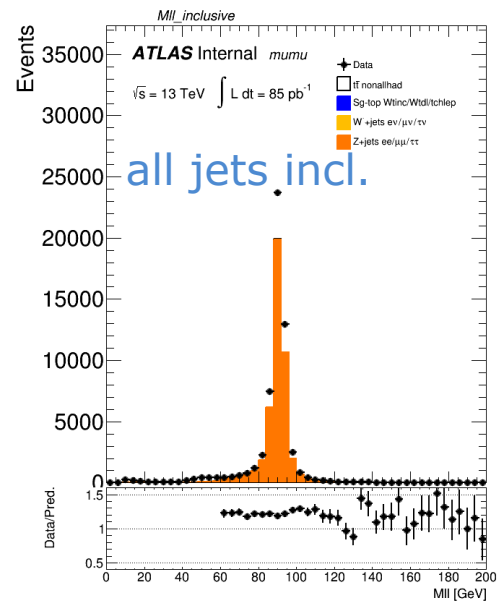 Mll_inclusive
ATLAS Internal mumu
√s = 13 TeV ∫ L dt = 85 pb⁻¹
Data
tt̄ nonallhad
Sg-top Wtinc/Wtdl/tchlep
W +jets eν/μν/τν
Z+jets ee/μμ/ττ
all jets incl.
Events
35000
30000
25000
20000
15000
10000
5000
0
Data/Pred.
1.5
1
0.5
0 20 40 60 80 100 120 140 160 180 200
Mll [GeV]